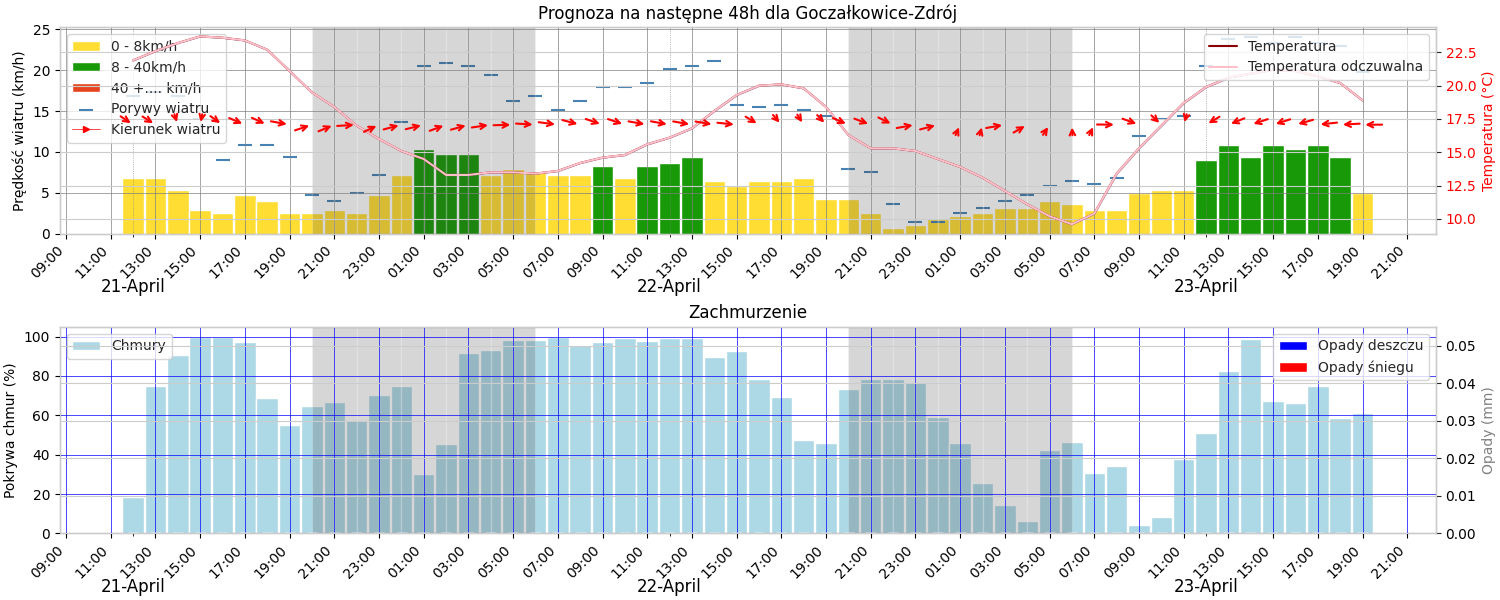 Prognoza na następne 48h dla Goczałkowice-Zdrój
Prędkość wiatru (km/h)
25
20
15
10
5
0
0 - 8km/h
8 - 40km/h
40 +.... km/h
Porywy wiatru
Kierunek wiatru
Temperatura
Temperatura odczuwalna
22.5
20.0
17.5
15.0
12.5
10.0
Temperatura (°C)
09:00 11:00 13:00 15:00 17:00 19:00 21:00 23:00 01:00 03:00 05:00 07:00 09:00 11:00 13:00 15:00 17:00 19:00 21:00 23:00 01:00 03:00 05:00 07:00 09:00 11:00 13:00 15:00 17:00 19:00 21:00
21-April 22-April 23-April
Zachmurzenie
Pokrywa chmur (%)
100
80
60
40
20
0
Chmury
Opady deszczu
Opady śniegu
0.05
0.04
0.03
0.02
0.01
0.00
Opady (mm)
09:00 11:00 13:00 15:00 17:00 19:00 21:00 23:00 01:00 03:00 05:00 07:00 09:00 11:00 13:00 15:00 17:00 19:00 21:00 23:00 01:00 03:00 05:00 07:00 09:00 11:00 13:00 15:00 17:00 19:00 21:00
21-April 22-April 23-April